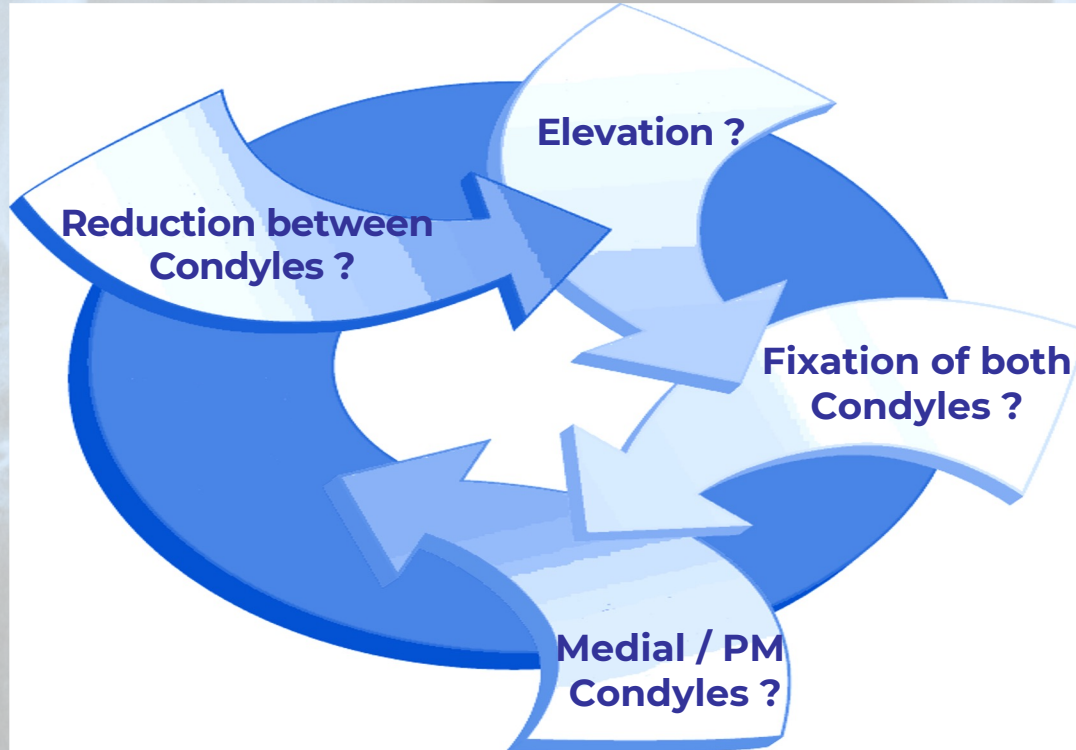 Elevation ?
Reduction between
Condyles ?
Fixation of both
Condyles ?
Medial / PM
Condyles ?